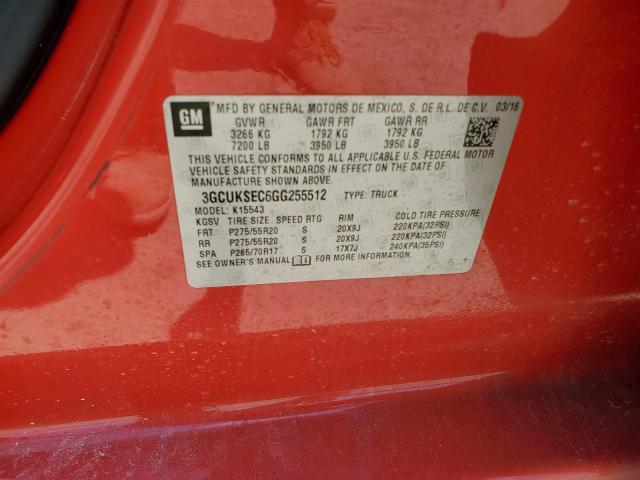 GM MFD BY GENERAL MOTORS DE MEXICO, S. DE R.L. DE C.V. 03/16
GVWR GAWR FRT GAWR RR
3266 KG 1792 KG 1792 KG
7200 LB 3950 LB 3950 LB
THIS VEHICLE CONFORMS TO ALL APPLICABLE U.S. FEDERAL MOTOR
VEHICLE SAFETY STANDARDS IN EFFECT ON THE DATE OF
MANUFACTURE SHOWN ABOVE.
3GCUKSEC6GG255512 TYPE: TRUCK
MODEL: K15543
KGSV TIRE SIZE SPEED RTG RIM COLD TIRE PRESSURE
FRT P275/55R20 S 20X9J 220KPA(32PSI)
RR P275/55R20 S 20X9J 220KPA(32PSI)
SPA P265/70R17 S 17X7J 240KPA(35PSI)
SEE OWNER'S MANUAL FOR MORE INFORMATION.